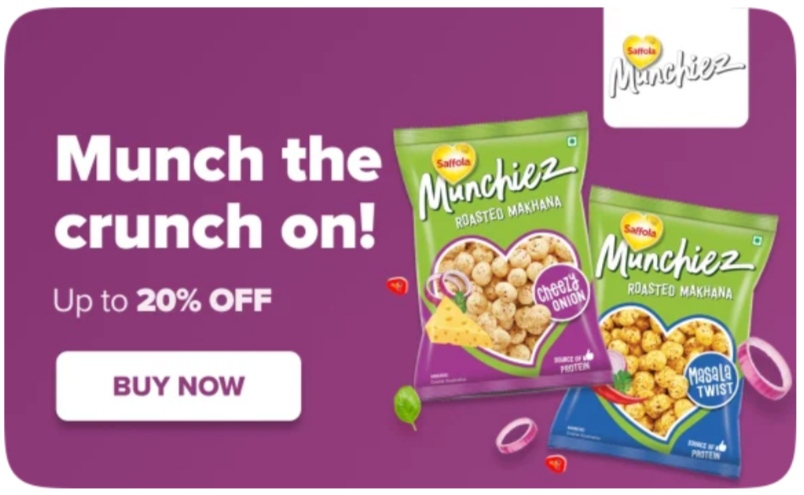 Saffola
Munchiez
Munch the
crunch on!
Up to 20% OFF
BUY NOW
Saffola
Munchiez
ROASTED MAKHANA
Cheezy
ONION
SOURCE OF
PROTEIN
Saffola
Munchiez
ROASTED MAKHANA
Masala
TWIST
SOURCE OF
PROTEIN